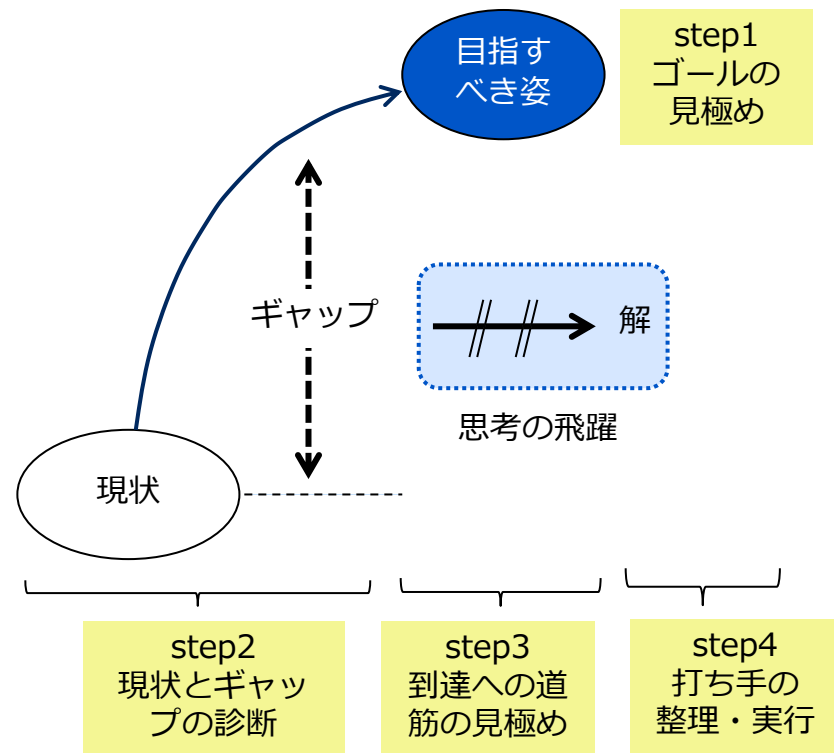 目指す
べき姿
step1
ゴールの
見極め
ギャップ
解
思考の飛躍
現状
step2
現状とギャッ
プの診断
step3
到達への道
筋の見極め
step4
打ち手の
整理・実行